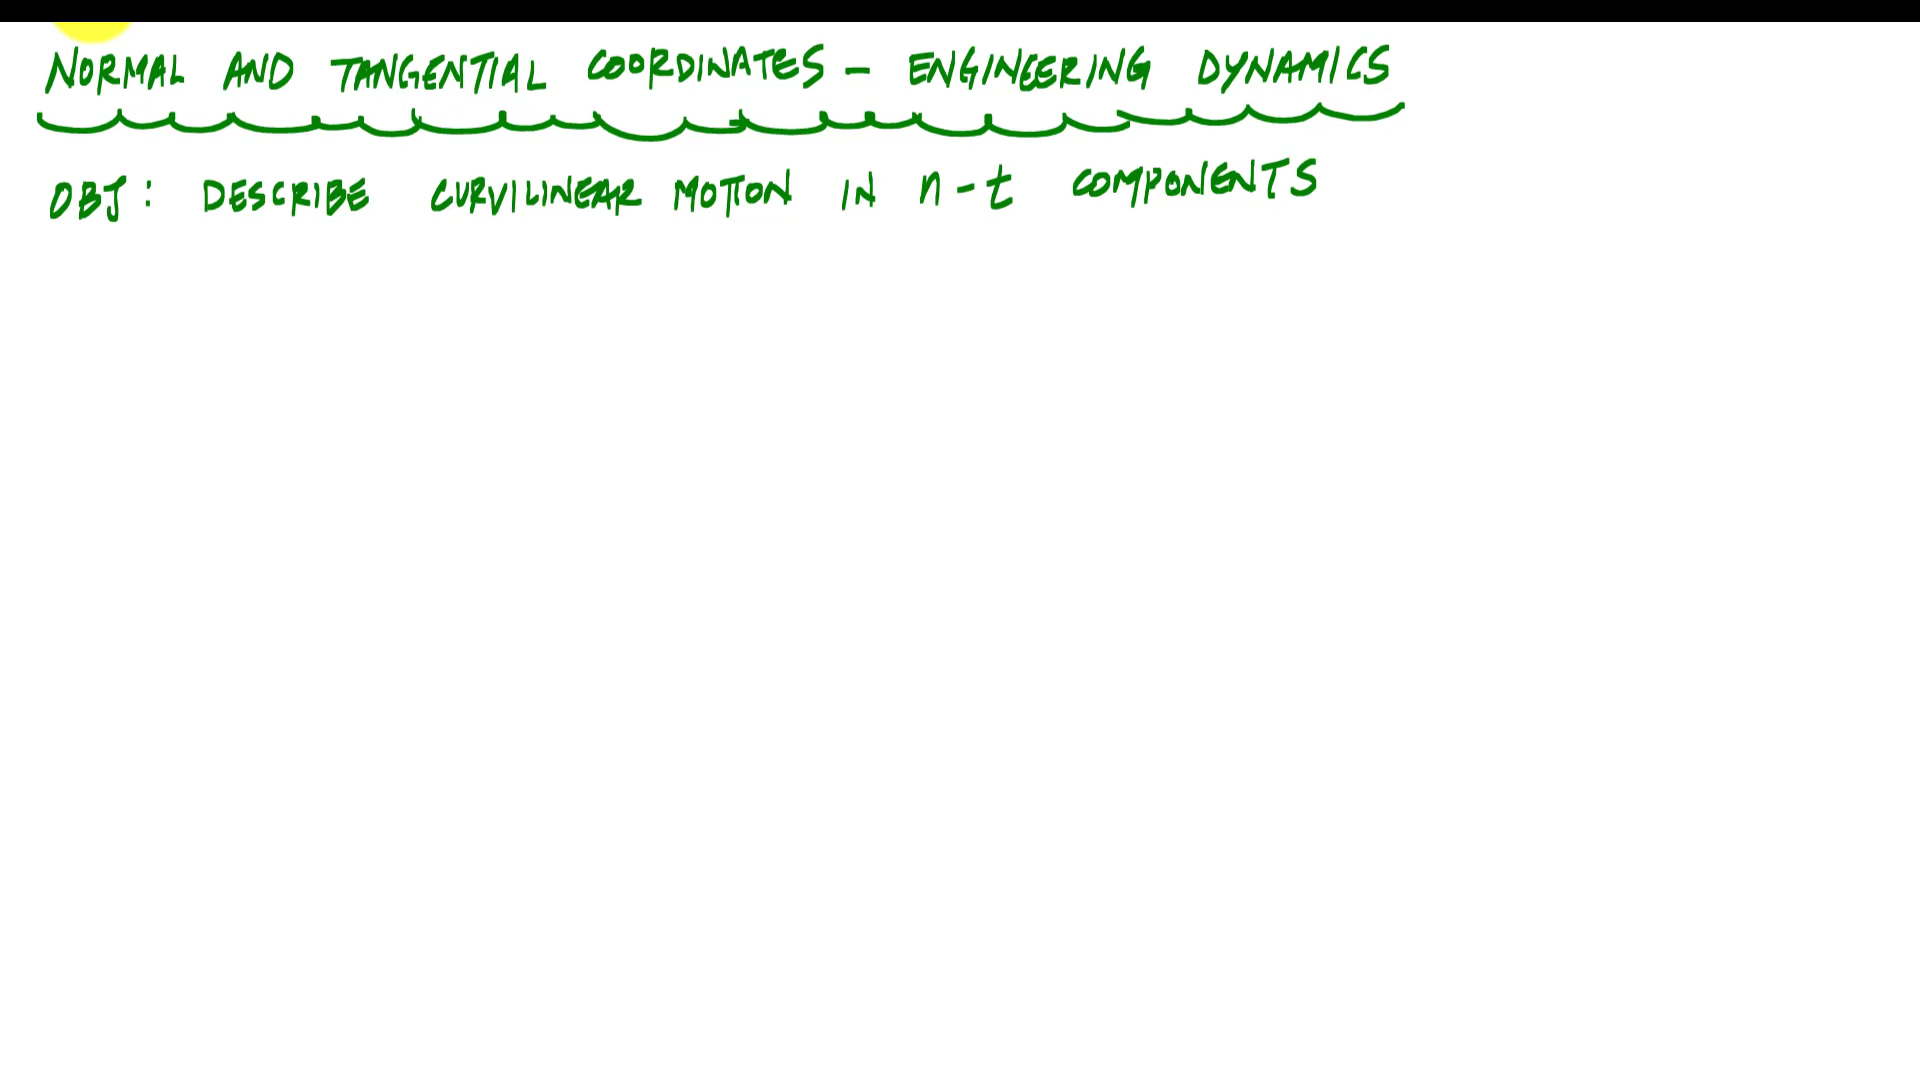 NORMAL AND TANGENTIAL COORDINATES - ENGINEERING DYNAMICS
OBJ: DESCRIBE CURVILINEAR MOTION IN n-t COMPONENTS